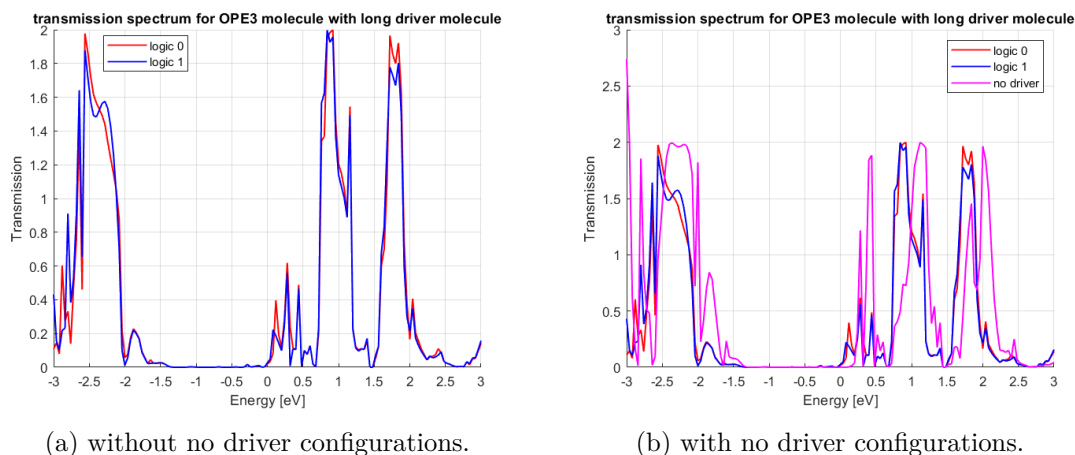 transmission spectrum for OPE3 molecule with long driver molecule
2
1.8
1.6
1.4
1.2
1
0.8
0.6
0.4
0.2
0
Transmission
logic 0
logic 1
-3 -2.5 -2 -1.5 -1 -0.5 0 0.5 1 1.5 2 2.5 3
Energy [eV]
(a) without no driver configurations.
transmission spectrum for OPE3 molecule with long driver molecule
3
2.5
2
1.5
1
0.5
0
Transmission
logic 0
logic 1
no driver
-3 -2.5 -2 -1.5 -1 -0.5 0 0.5 1 1.5 2 2.5 3
Energy [eV]
(b) with no driver configurations.